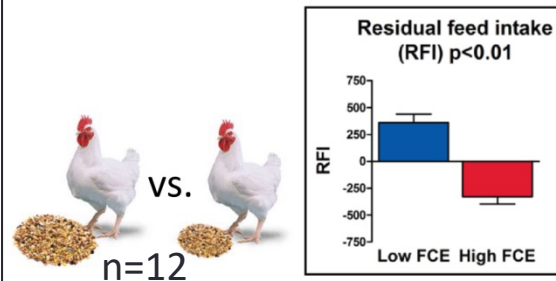 vs.
n=12
Residual feed intake
(RFI) p<0.01
750
500
250
0
-250
-500
-750
RFI
Low FCE High FCE